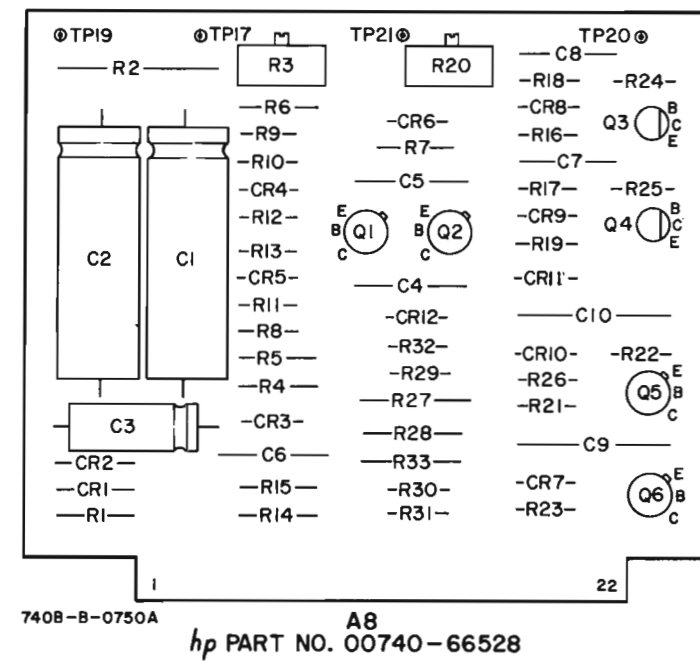 TP19 TP17 TP21 TP20
R2 R3 R20 C8
R18 R24
R6 CR8
CR6 Q3 B C E
R9 R16
R7
R10 C7
CR4 C5 R17 R25
R12 CR9
E B C Q1 E B C Q2 Q4 B C E
R13 R19
C2 C1
CR5 C4 CR11
R11 CR12 C10
R8 R32
R5 CR10 R22
R29 R26
R4 R27 Q5 E B C
R21
C3 CR3 R28
C6 C9
CR2 R33
CR1 R15 R30 CR7 Q6 E B C
R1 R14 R31 R23
1 22
740B-B-0750A
A8
hp PART NO. 00740-66528